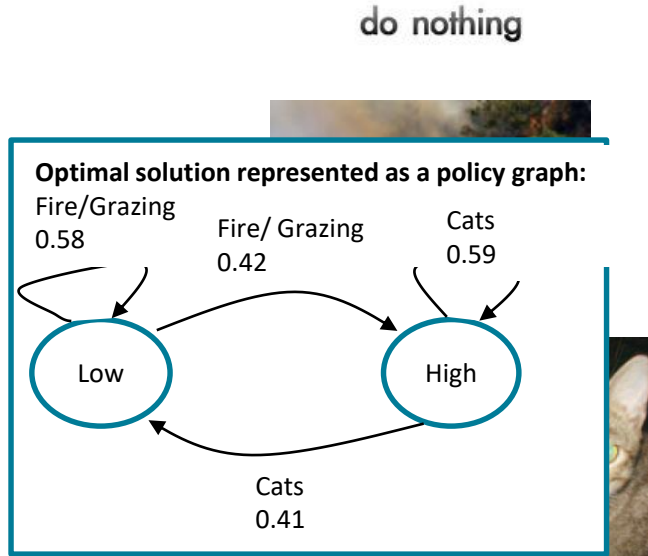 do nothing
Optimal solution represented as a policy graph:
Fire/Grazing
0.58
Fire/ Grazing
0.42
Cats
0.59
Low
High
Cats
0.41